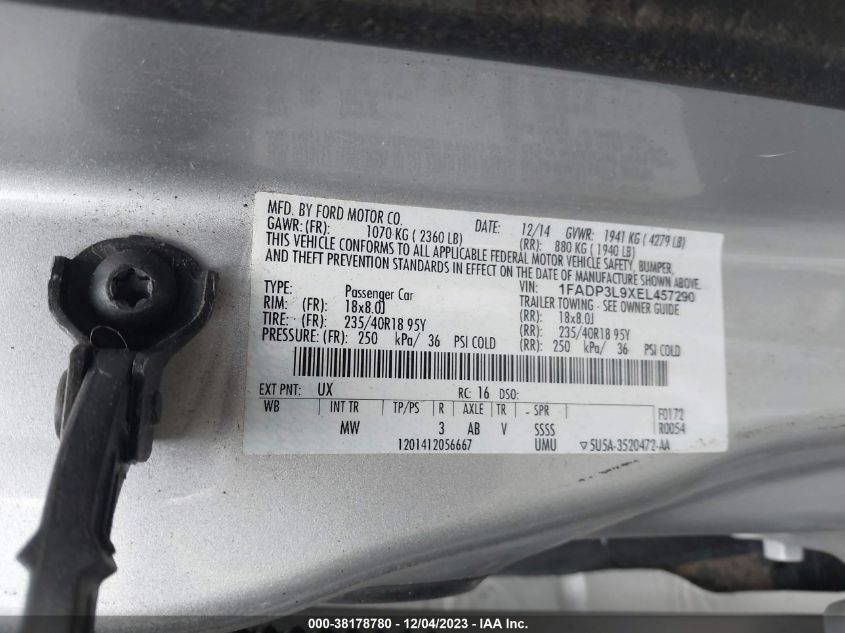 MFD. BY FORD MOTOR CO.
DATE: 12/14 GVWR: 1941 KG ( 4279 LB)
GAWR: (FR): 1070 KG ( 2360 LB) (RR): 880 KG ( 1940 LB)
THIS VEHICLE CONFORMS TO ALL APPLICABLE FEDERAL MOTOR VEHICLE SAFETY, BUMPER,
AND THEFT PREVENTION STANDARDS IN EFFECT ON THE DATE OF MANUFACTURE SHOWN ABOVE.
VIN: 1FADP3L9XEL457290
TYPE: Passenger Car TRAILER TOWING - SEE OWNER GUIDE
RIM: (FR): 18x8.0J (RR): 18x8.0J
TIRE: (FR): 235/40R18 95Y (RR): 235/40R18 95Y
PRESSURE: (FR): 250 kPa/ 36 PSI COLD (RR): 250 kPa/ 36 PSI COLD
EXT PNT: UX RC: 16 DSO:
WB INT TR TP/PS R AXLE TR - SPR F0172
MW 3 AB V SSSS R0054
1201412056667 UMU ▽5U5A-3520472-AA
000-38178780 - 12/04/2023 - IAA Inc.